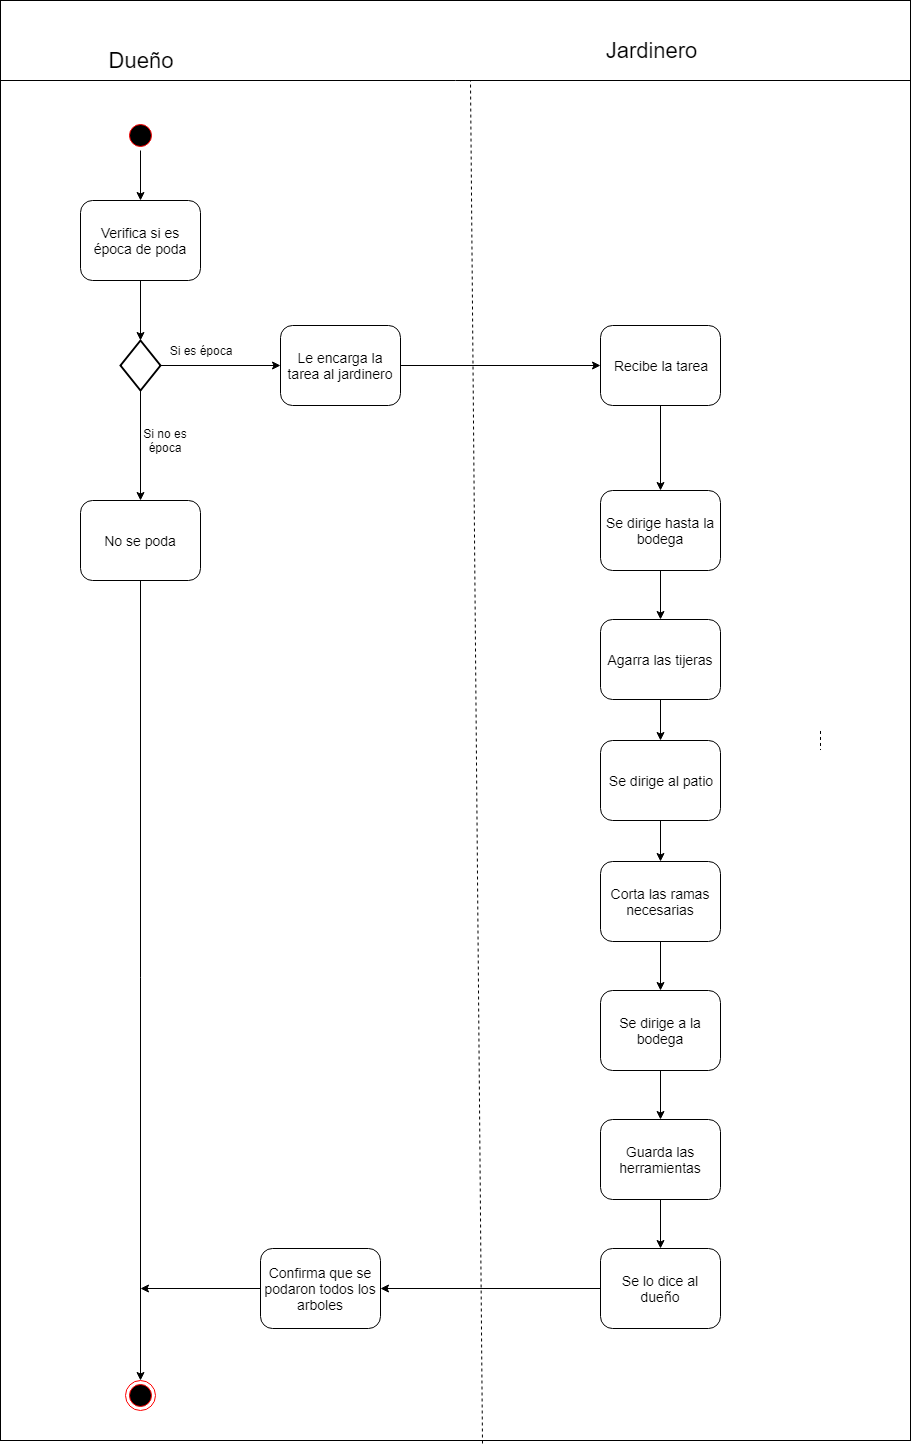 Dueño
Jardinero
Verifica si es
época de poda
Si es época
Le encarga la
tarea al jardinero
Recibe la tarea
Si no es
época
No se poda
Se dirige hasta la
bodega
Agarra las tijeras
Se dirige al patio
Corta las ramas
necesarias
Se dirige a la
bodega
Guarda las
herramientas
Se lo dice al
dueño
Confirma que se
podaron todos los
arboles